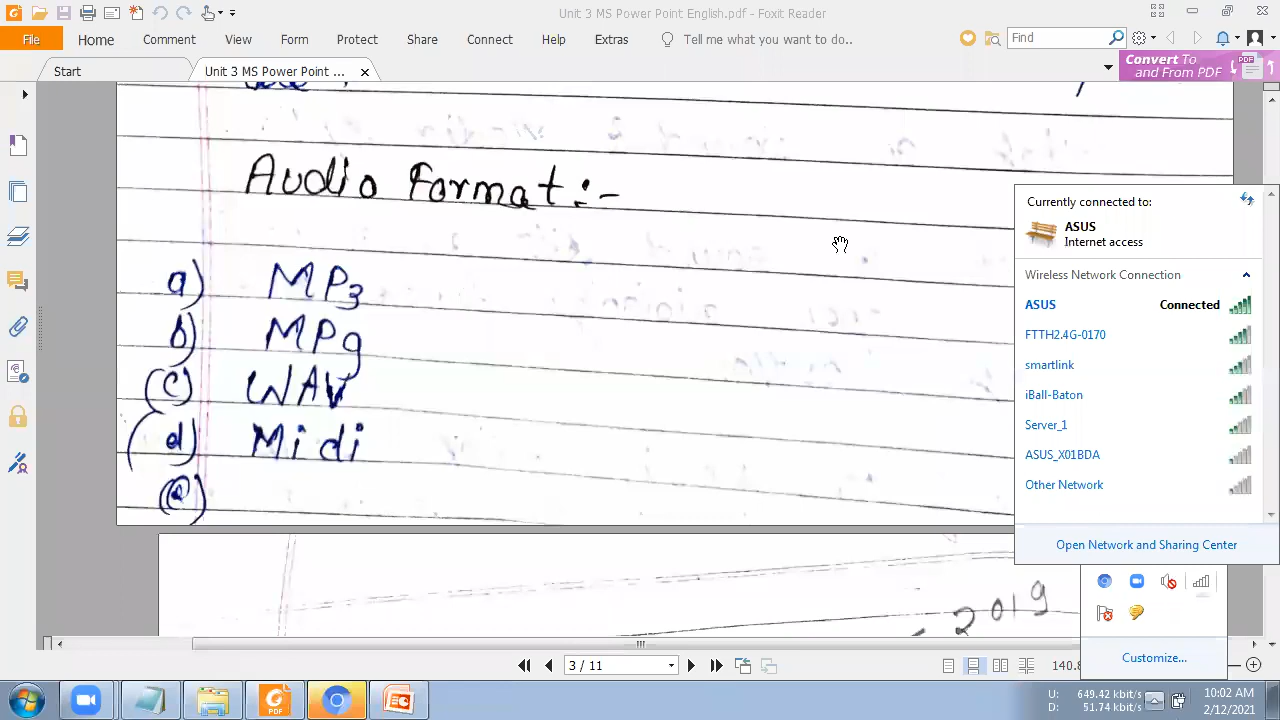 Unit 3 MS Power Point English.pdf - Foxit Reader
File Home Comment View Form Protect Share Connect Help Extras Tell me what you want to do.. Find
Start Unit 3 MS Power Point ... Convert To
and From PDF
Audio Format :-
a) MP3
b) MPg
(c) WAV
(d) Midi
(e)
2019
Currently connected to:
ASUS
Internet access
Wireless Network Connection
ASUS Connected
FTTH2.4G-0170
smartlink
iBall-Baton
Server_1
ASUS_X01BDA
Other Network
Open Network and Sharing Center
Customize...
3 / 11
U: 649.42 kbit/s
D: 51.74 kbit/s
10:02 AM
2/12/2021